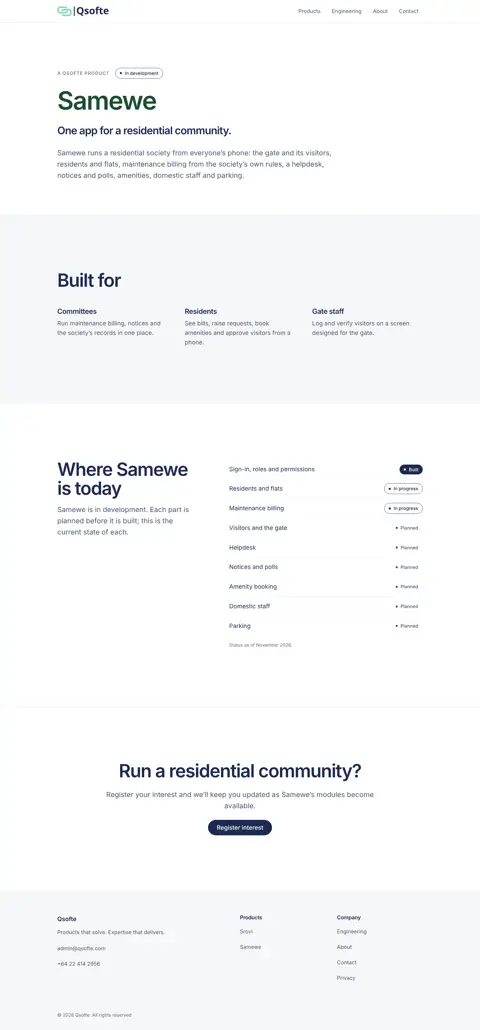 Qsofte
Products Engineering About Contact
A QSOFTE PRODUCT In development
Samewe
One app for a residential community.
Samewe runs a residential society from everyone's phone: the gate and its visitors,
residents and flats, maintenance billing from the society's own rules, a helpdesk,
notices and polls, amenities, domestic staff and parking.
Built for
Committees
Run maintenance billing, notices and
the society's records in one place.
Residents
See bills, raise requests, book
amenities and approve visitors from a
phone.
Gate staff
Log and verify visitors on a screen
designed for the gate.
Where Samewe
is today
Samewe is in development. Each part is
planned before it is built; this is the
current state of each.
Sign-in, roles and permissions Built
Residents and flats In progress
Maintenance billing In progress
Visitors and the gate Planned
Helpdesk Planned
Notices and polls Planned
Amenity booking Planned
Domestic staff Planned
Parking Planned
Status as of November 2026.
Run a residential community?
Register your interest and we'll keep you updated as Samewe's modules become
available.
Register interest
Qsofte
Products that solve. Expertise that delivers.
admin@qsofte.com
+64 22 414 2956
Products
Srovi
Samewe
Company
Engineering
About
Contact
Privacy
© 2026 Qsofte. All rights reserved